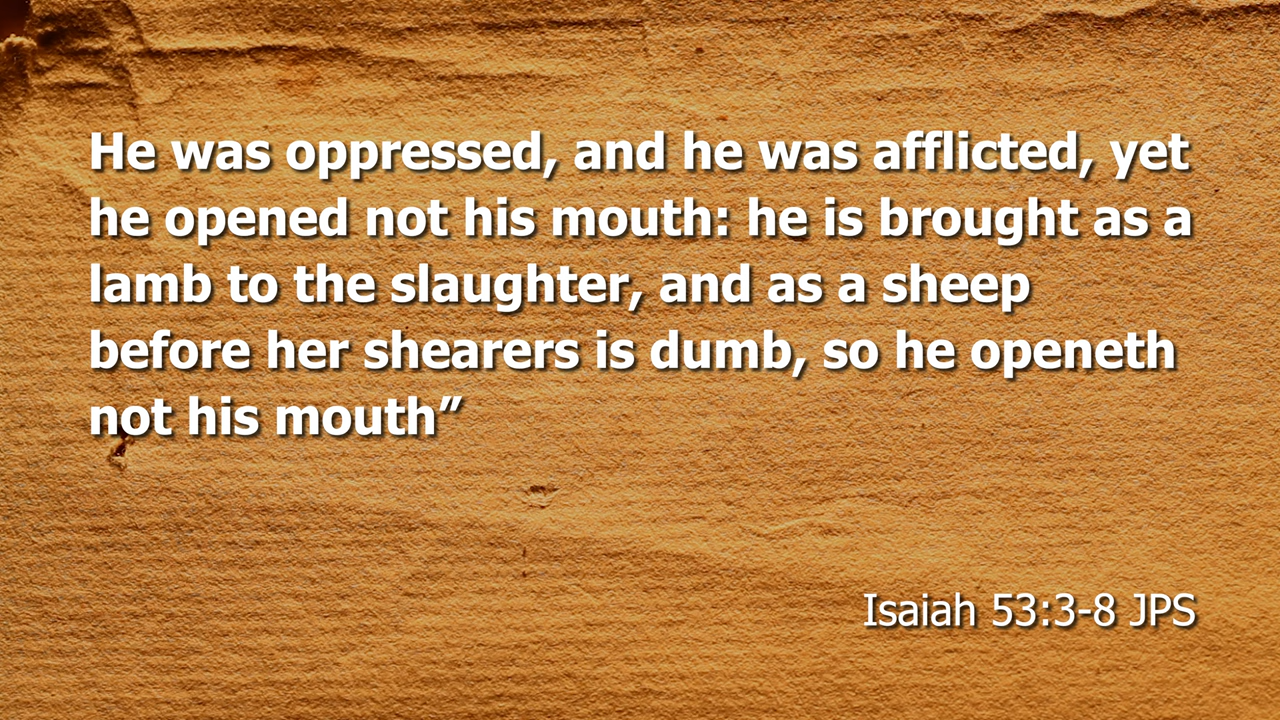 He was oppressed, and he was afflicted, yet
he opened not his mouth: he is brought as a
lamb to the slaughter, and as a sheep
before her shearers is dumb, so he openeth
not his mouth”
Isaiah 53:3-8 JPS